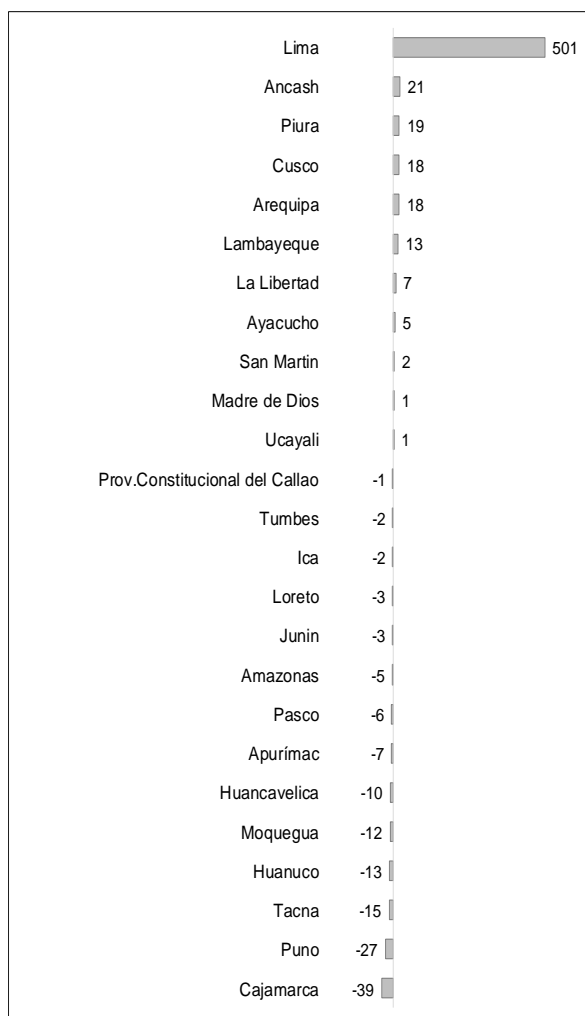 Lima 501
Ancash 21
Piura 19
Cusco 18
Arequipa 18
Lambayeque 13
La Libertad 7
Ayacucho 5
San Martin 2
Madre de Dios 1
Ucayali 1
Prov.Constitucional del Callao -1
Tumbes -2
Ica -2
Loreto -3
Junin -3
Amazonas -5
Pasco -6
Apurímac -7
Huancavelica -10
Moquegua -12
Huanuco -13
Tacna -15
Puno -27
Cajamarca -39